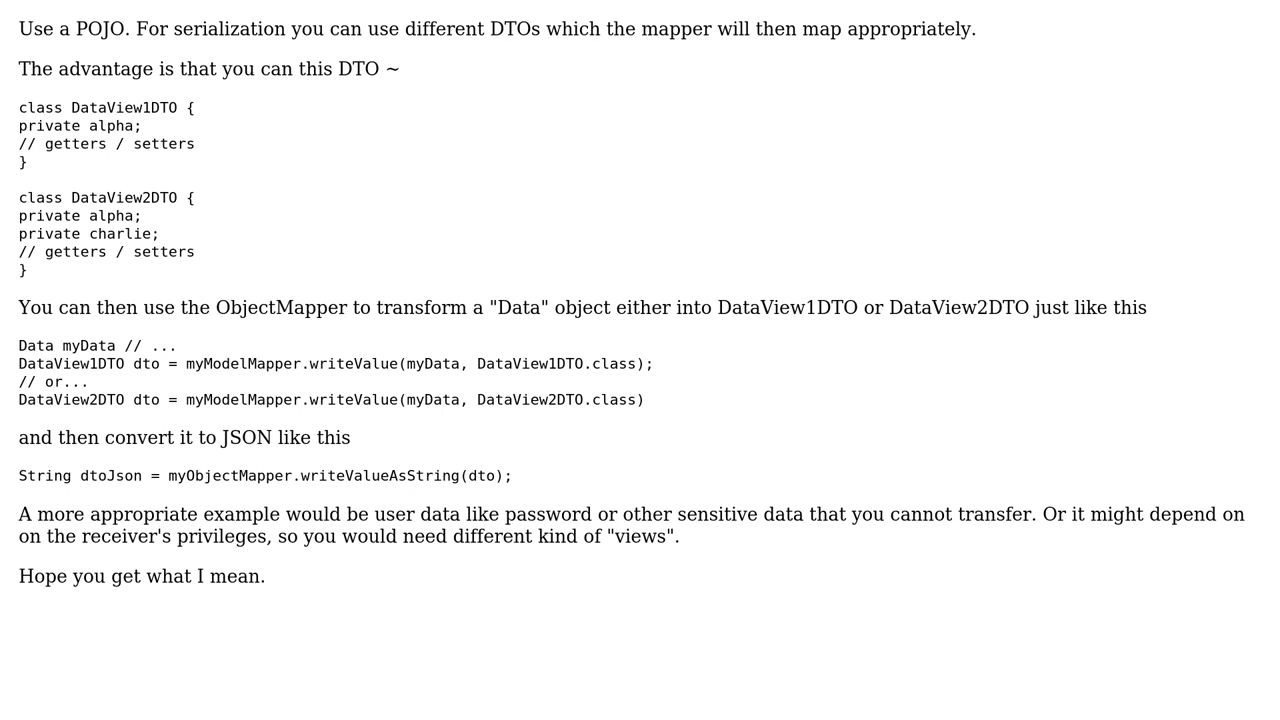 Use a POJO. For serialization you can use different DTOs which the mapper will then map appropriately.
The advantage is that you can this DTO ~
class DataView1DTO {
private alpha;
// getters / setters
}
class DataView2DTO {
private alpha;
private charlie;
// getters / setters
}
You can then use the ObjectMapper to transform a "Data" object either into DataView1DTO or DataView2DTO just like this
Data myData // ...
DataView1DTO dto = myModelMapper.writeValue(myData, DataView1DTO.class);
// or...
DataView2DTO dto = myModelMapper.writeValue(myData, DataView2DTO.class)
and then convert it to JSON like this
String dtoJson = myObjectMapper.writeValueAsString(dto);
A more appropriate example would be user data like password or other sensitive data that you cannot transfer. Or it might depend on
on the receiver's privileges, so you would need different kind of "views".
Hope you get what I mean.